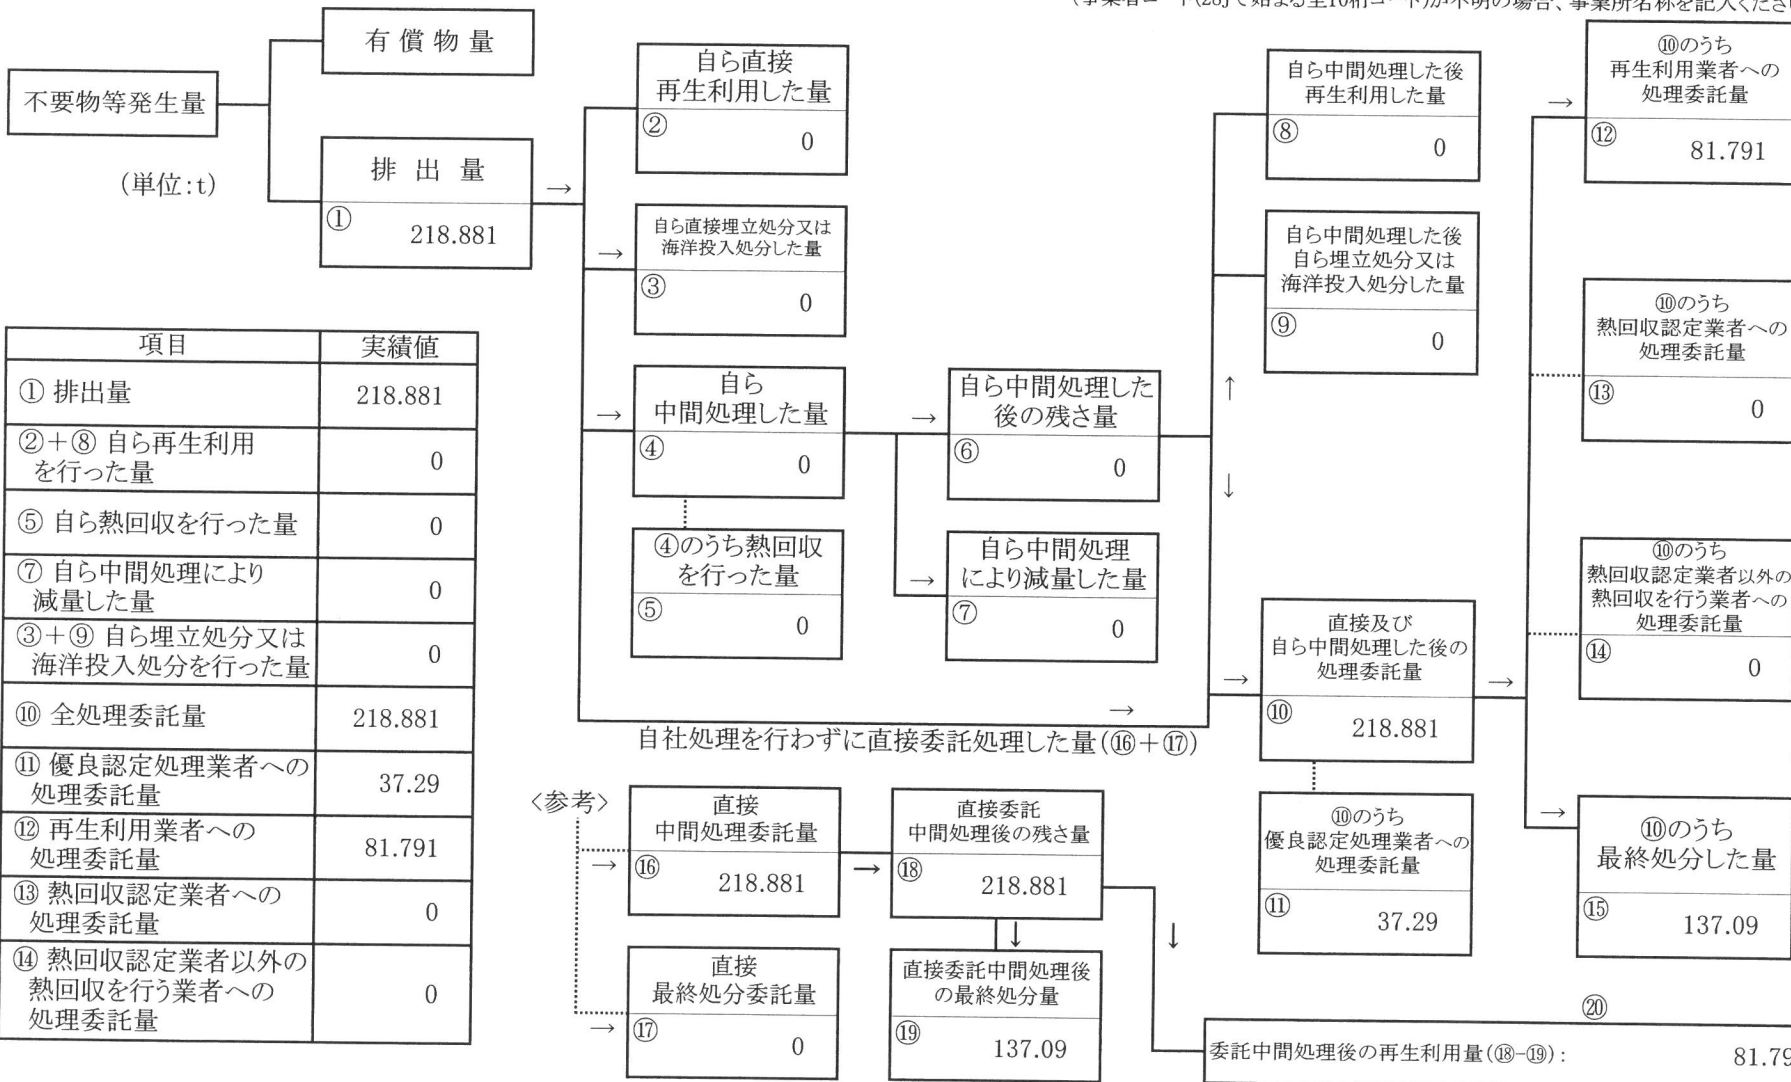 (事業者コード(28)で始まる全10桁コード)が不明の場合、事業所名称を記入くださ
不要物等発生量
有 償 物 量
(単位:t)
排 出 量
①
218.881
→
自ら直接
再生利用した量
②
0
→
自ら直接埋立処分又は
海洋投入処分した量
③
0
→
自ら
中間処理した量
④
0
④のうち熱回収
を行った量
⑤
0
→
自ら中間処理した
後の残さ量
⑥
0
→
自ら中間処理
により減量した量
⑦
0
自ら中間処理した後
再生利用した量
⑧
0
自ら中間処理した後
自ら埋立処分又は
海洋投入処分した量
⑨
0
↑
↓
→
自社処理を行わずに直接委託処理した量(⑯+⑰)
→
直接及び
自ら中間処理した後の
処理委託量
⑩
218.881
⑩のうち
優良認定処理業者への
処理委託量
⑪
37.29
→
→
⑩のうち
再生利用業者への
処理委託量
⑫
81.791
⑩のうち
熱回収認定業者への
処理委託量
⑬
0
⑩のうち
熱回収認定業者以外の
熱回収を行う業者への
処理委託量
⑭
0
→
⑩のうち
最終処分した量
⑮
137.09
項目
実績値
① 排出量
218.881
②+⑧ 自ら再生利用
を行った量
0
⑤ 自ら熱回収を行った量
0
⑦ 自ら中間処理により
減量した量
0
③+⑨ 自ら埋立処分又は
海洋投入処分を行った量
0
⑩ 全処理委託量
218.881
⑪ 優良認定処理業者への
処理委託量
37.29
⑫ 再生利用業者への
処理委託量
81.791
⑬ 熱回収認定業者への
処理委託量
0
⑭ 熱回収認定業者以外の
熱回収を行う業者への
処理委託量
0
〈参考〉
→
直接
中間処理委託量
⑯
218.881
→
直接委託
中間処理後の残さ量
⑱
218.881
→
直接
最終処分委託量
⑰
0
↓
直接委託中間処理後
の最終処分量
⑲
137.09
↓
⑳
委託中間処理後の再生利用量(⑱-⑲):
81.79